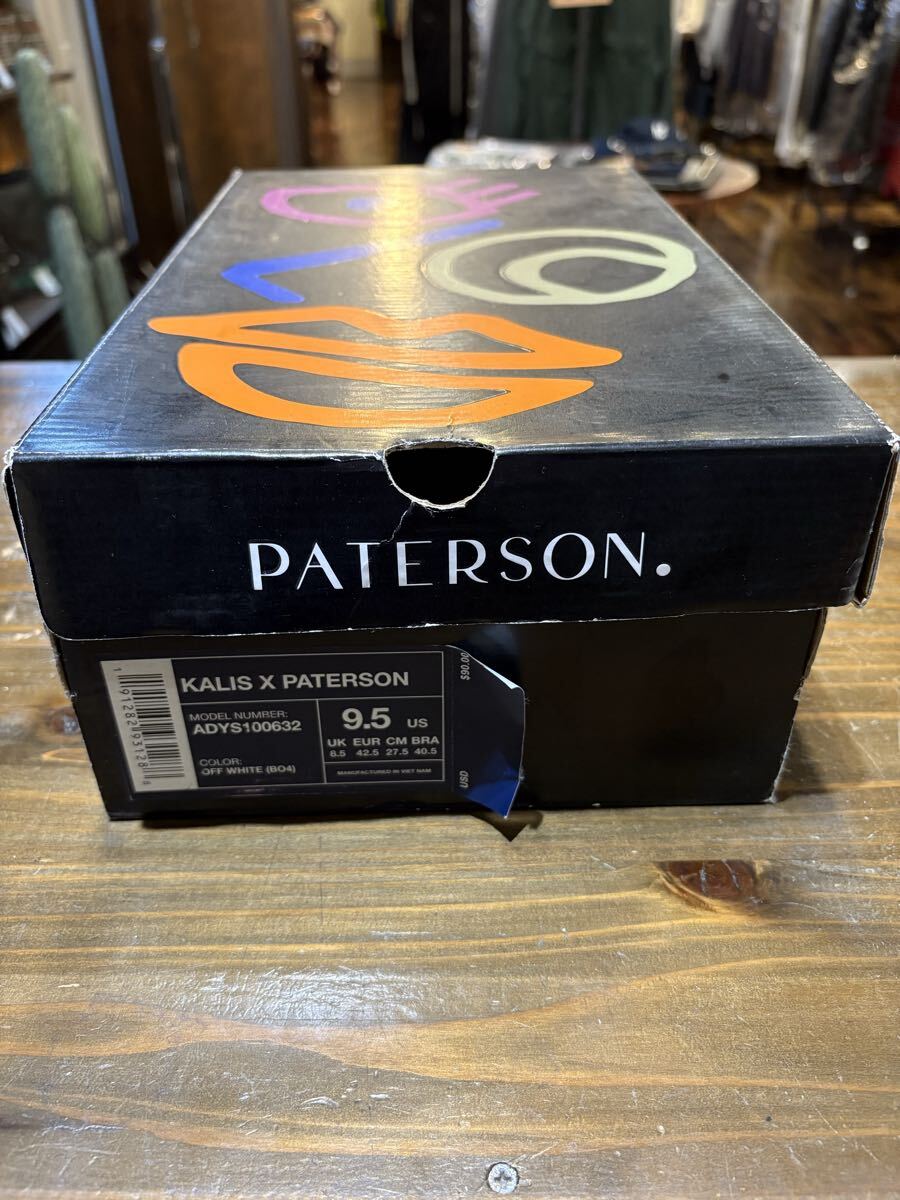 PATERSON.
KALIS X PATERSON
MODEL NUMBER:
ADYS100632
COLOR:
OFF WHITE (BO4)
9.5 US
UK EUR CM BRA
8.5 42.5 27.5 40.5
MANUFACTURED IN VIET NAM
$90.00
USD